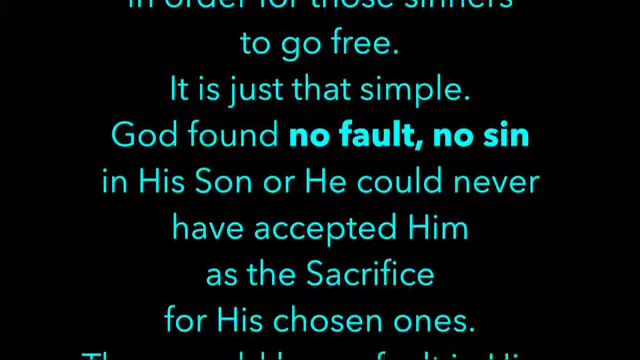 in order for those sinners
to go free.
It is just that simple.
God found no fault, no sin
in His Son or He could never
have accepted Him
as the Sacrifice
for His chosen ones.